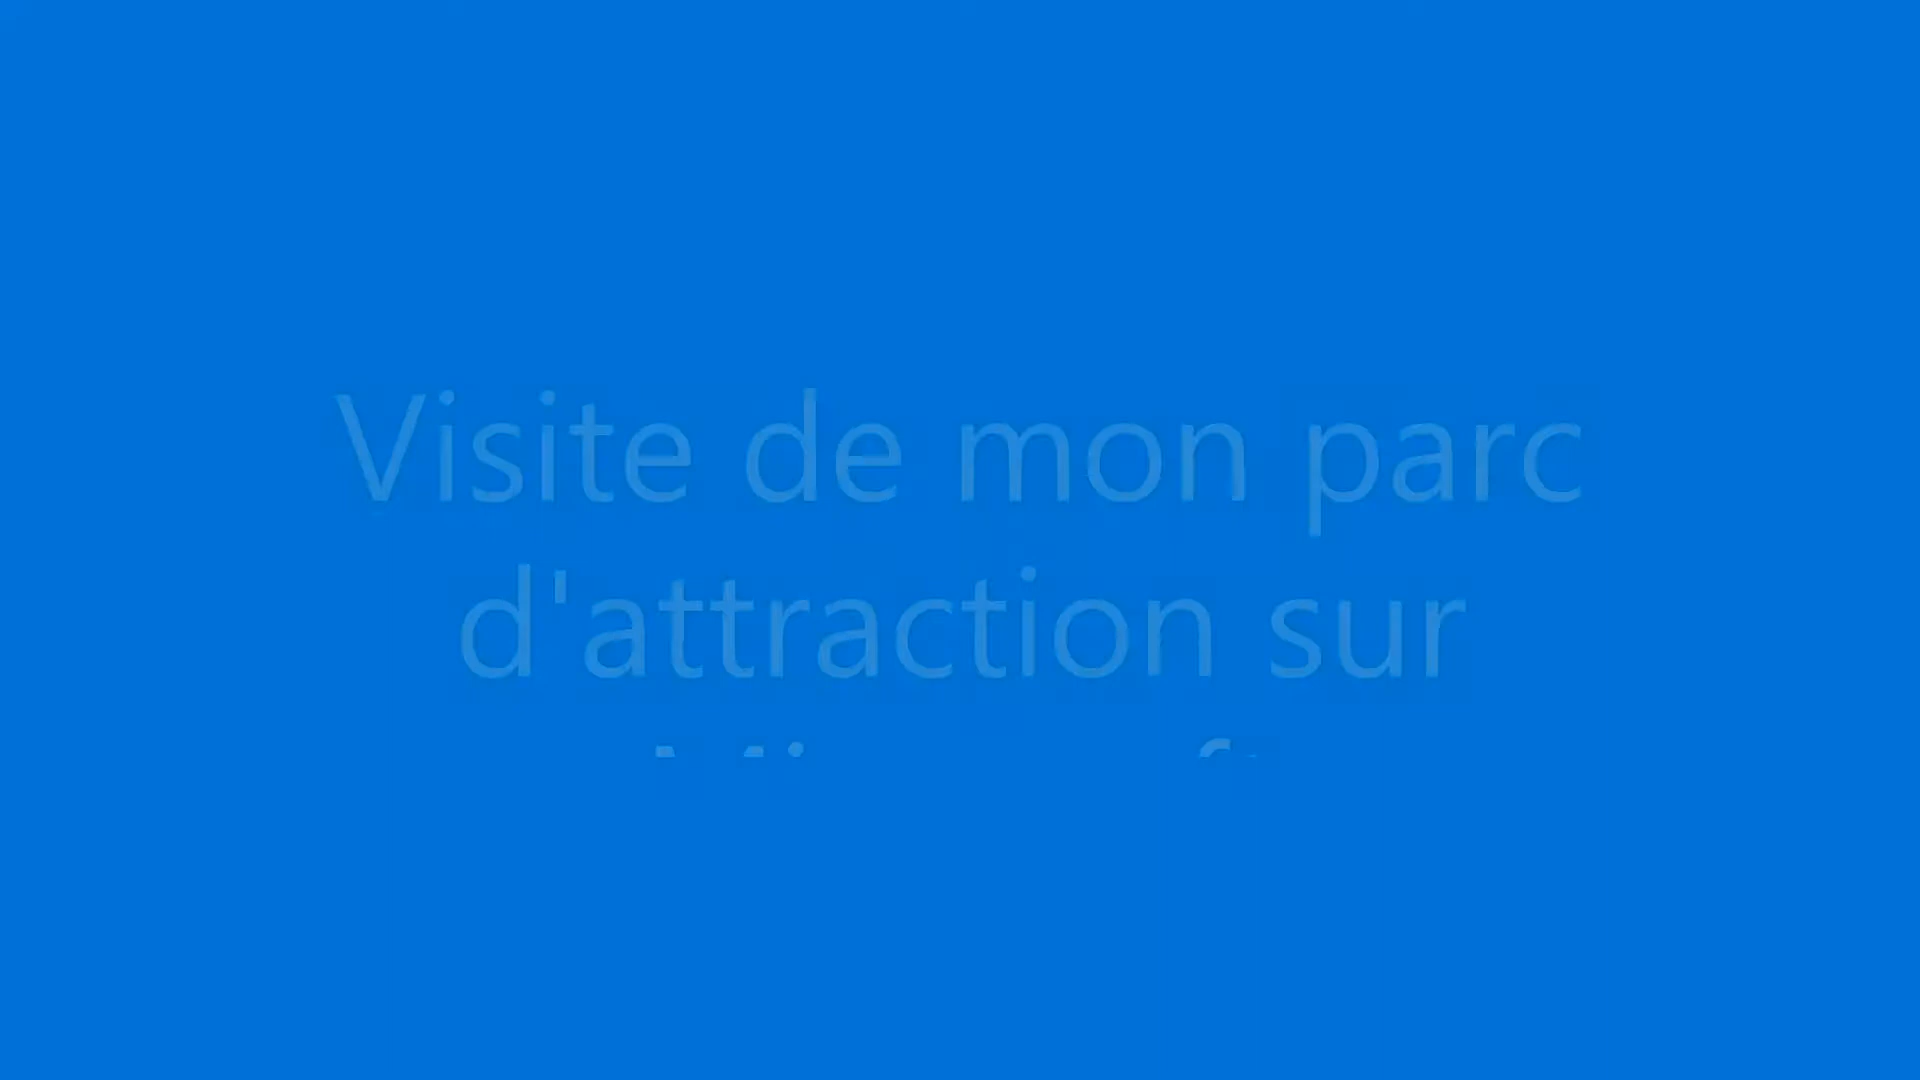 Visite de mon parc
d'attraction sur